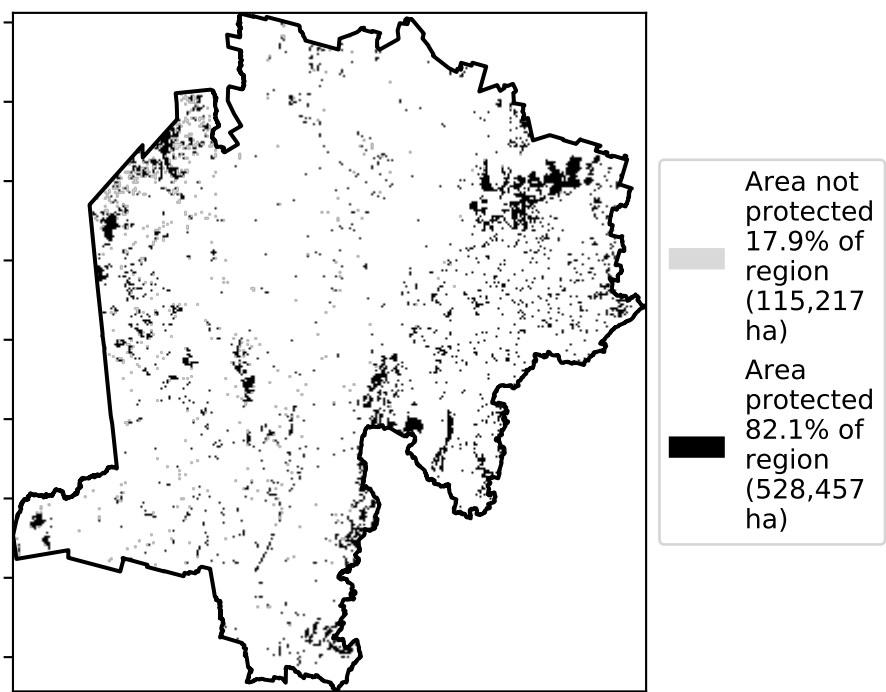 Area not
protected
17.9% of
region
(115,217
ha)
Area
protected
82.1% of
region
(528,457
ha)